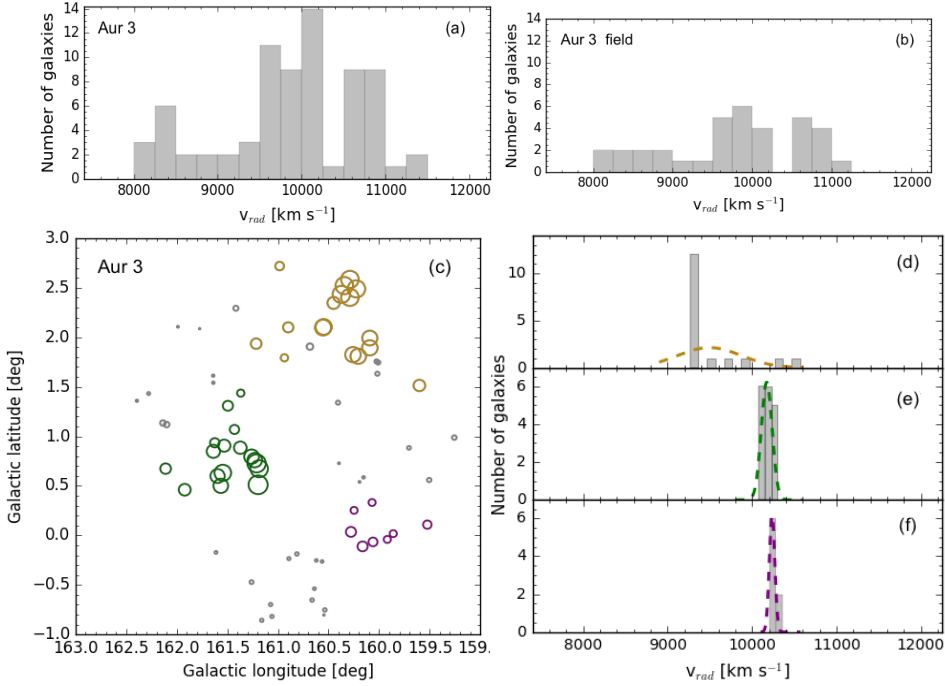 Aur 3
(a)
14
12
10
8
6
4
2
0
Number of galaxies
8000 9000 10000 11000 12000
v_rad [km s⁻¹]
Aur 3 field
(b)
14
12
10
8
6
4
2
0
Number of galaxies
8000 9000 10000 11000 12000
v_rad [km s⁻¹]
Aur 3
(c)
3.0
2.5
2.0
1.5
1.0
0.5
0.0
−0.5
−1.0
Galactic latitude [deg]
163.0 162.5 162.0 161.5 161.0 160.5 160.0 159.5 159.
Galactic longitude [deg]
(d)
10
5
0
(e)
6
4
2
0
(f)
6
4
2
0
Number of galaxies
8000 9000 10000 11000 12000
v_rad [km s⁻¹]